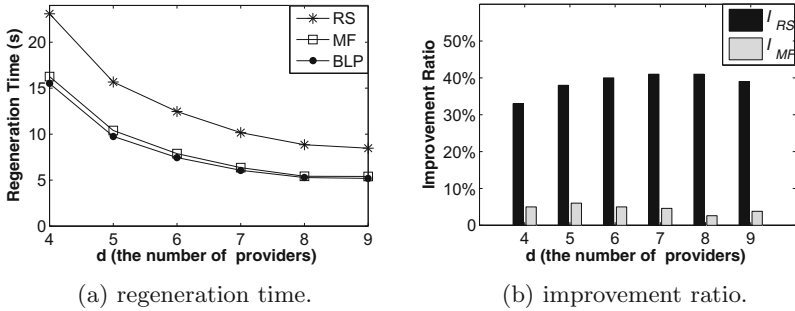 RS
MF
BLP
Regeneration Time (s)
20
15
10
5
0
4 5 6 7 8 9
d (the number of providers)
(a) regeneration time.
I RS
I MF
Improvement Ratio
50%
40%
30%
20%
10%
0
4 5 6 7 8 9
d (the number of providers)
(b) improvement ratio.